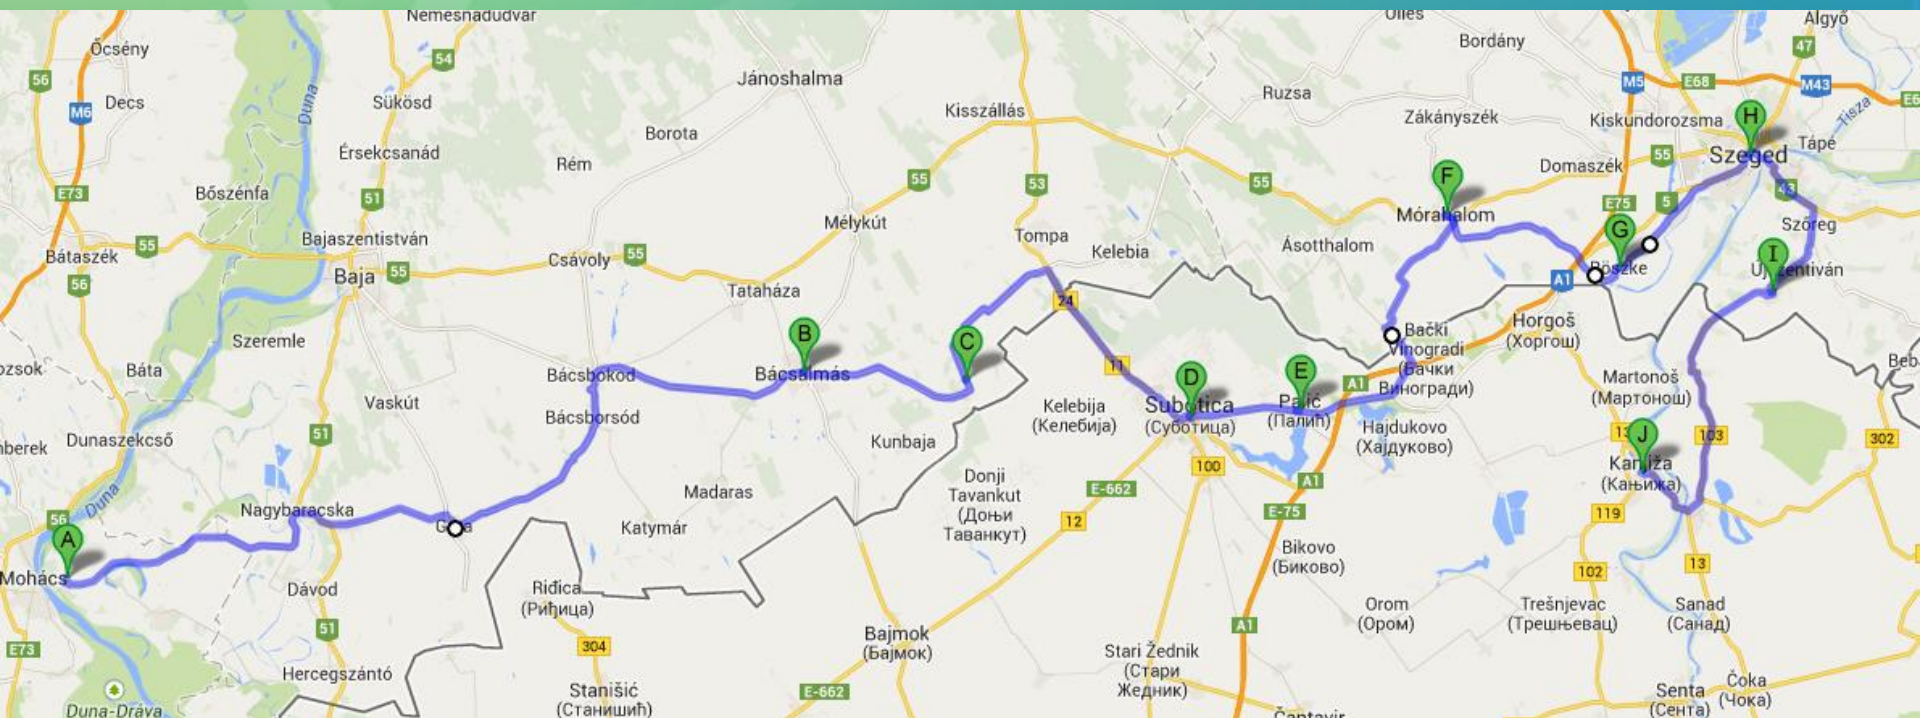 Nemesnádudvar
Üllés
Algyő
Őcsény
54
Bordány
47
56
Jánoshalma
M5
E68
M43
M6
Decs
Duna
Sükösd
Kisszállás
Ruzsa
Zákányszék
Kiskundorozsma
H
Tisza
Borota
Tápé
Érsekcsanád
Rém
55
Szeged
E73
Bőszénfa
51
55
53
55
F
Domaszék
43
Mórahalom
E75
5
Mélykút
Szőreg
Bajaszentistván
Tompa
Kelebia
Ásotthalom
G
55
Bátaszék
Csávoly
55
Röszke
I
Újszentiván
Baja
55
A1
56
Tataháza
24
Szeremle
B
C
Bački
Vinogradi
(Бачки
Виногради)
Horgoš
(Хоргош)
Báta
Bácsbokod
Bácsalmás
11
D
E
A1
Martonoš
(Мартонош)
Vaskút
Bácsborsód
Kelebija
(Келебија)
Subotica
(Суботица)
Palić
(Палић)
Hajdukovo
(Хајдуково)
Dunaszekcső
51
Kunbaja
J
103
302
100
Kanjiža
(Кањижа)
Donji
Tavankut
(Доњи
Таванкут)
E-662
A1
Duna
Madaras
Nagybaracska
E-75
119
56
Katymár
12
A
Bikovo
(Биково)
Mohács
Dávod
Riđica
(Риђица)
102
13
Orom
(Ором)
Trešnjevac
(Трешњевац)
Sanad
(Санад)
51
A1
E73
304
Bajmok
(Бајмок)
Stari Žednik
(Стари
Жедник)
Hercegszántó
Stanišić
(Станишић)
E-662
Senta
(Сента)
Čoka
(Чока)
Duna-Dráva